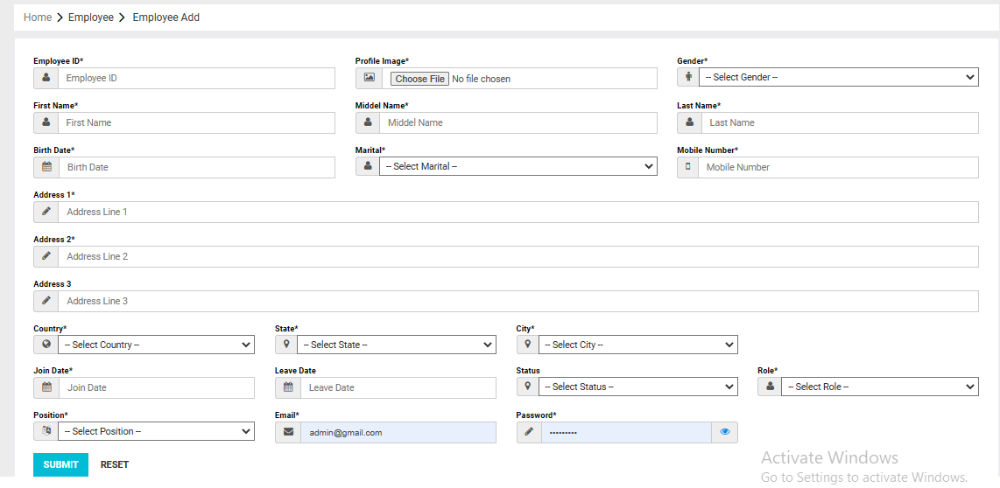 Home > Employee > Employee Add
Employee ID* Profile Image* Gender*
Employee ID Choose File No file chosen -- Select Gender --
First Name* Middel Name* Last Name*
First Name Middel Name Last Name
Birth Date* Marital* Mobile Number*
Birth Date -- Select Marital -- Mobile Number
Address 1*
Address Line 1
Address 2*
Address Line 2
Address 3
Address Line 3
Country* State* City*
-- Select Country -- -- Select State -- -- Select City --
Join Date* Leave Date Status Role*
Join Date Leave Date -- Select Status -- -- Select Role --
Position* Email* Password*
-- Select Position -- admin@gmail.com •••••••••
SUBMIT RESET
Activate Windows
Go to Settings to activate Windows.